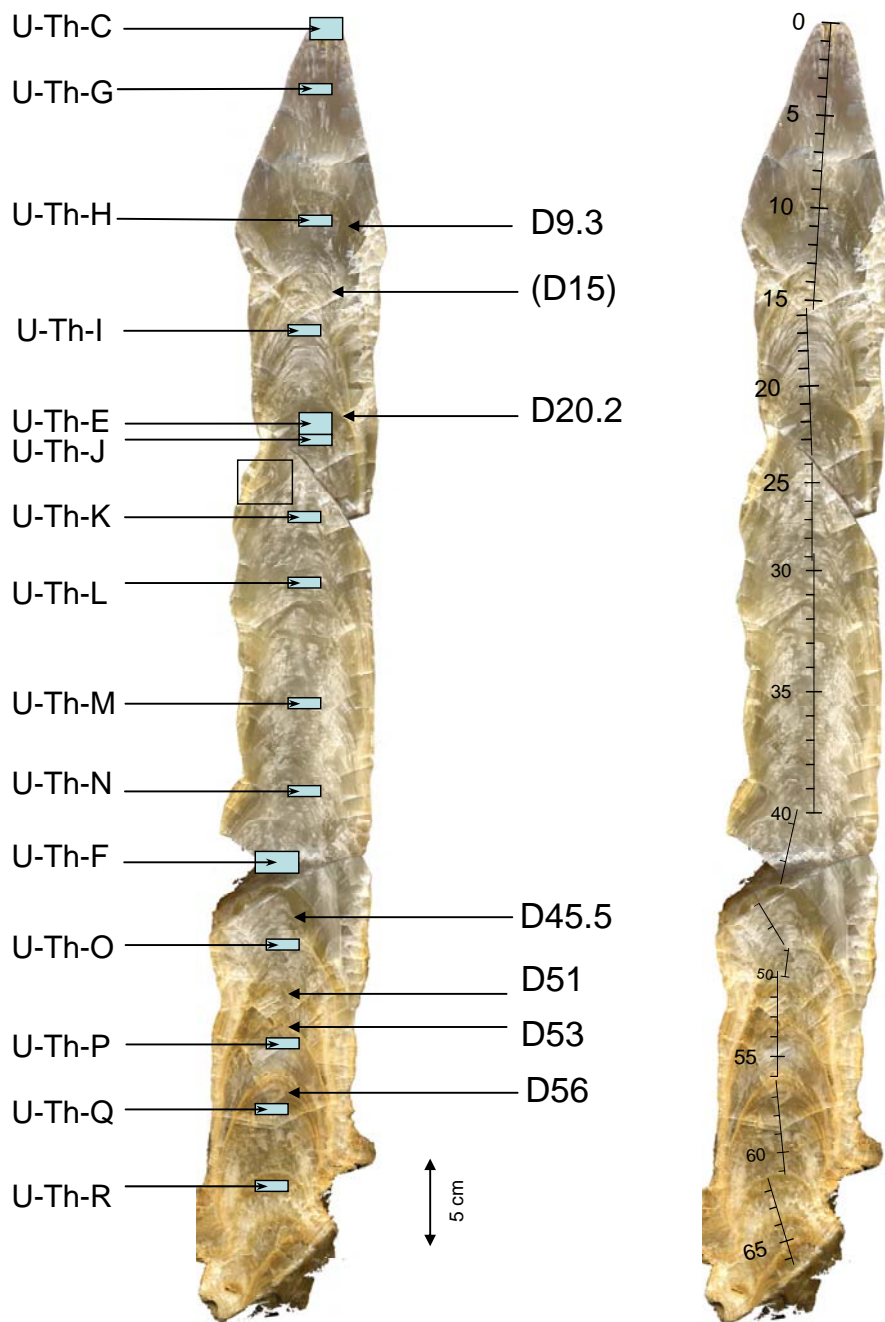 U-Th-C
U-Th-G
U-Th-H
U-Th-I
U-Th-E
U-Th-J
U-Th-K
U-Th-L
U-Th-M
U-Th-N
U-Th-F
U-Th-O
U-Th-P
U-Th-Q
U-Th-R
D9.3
(D15)
D20.2
D45.5
D51
D53
D56
5 cm
0
5
10
15
20
25
30
35
40
50
55
60
65